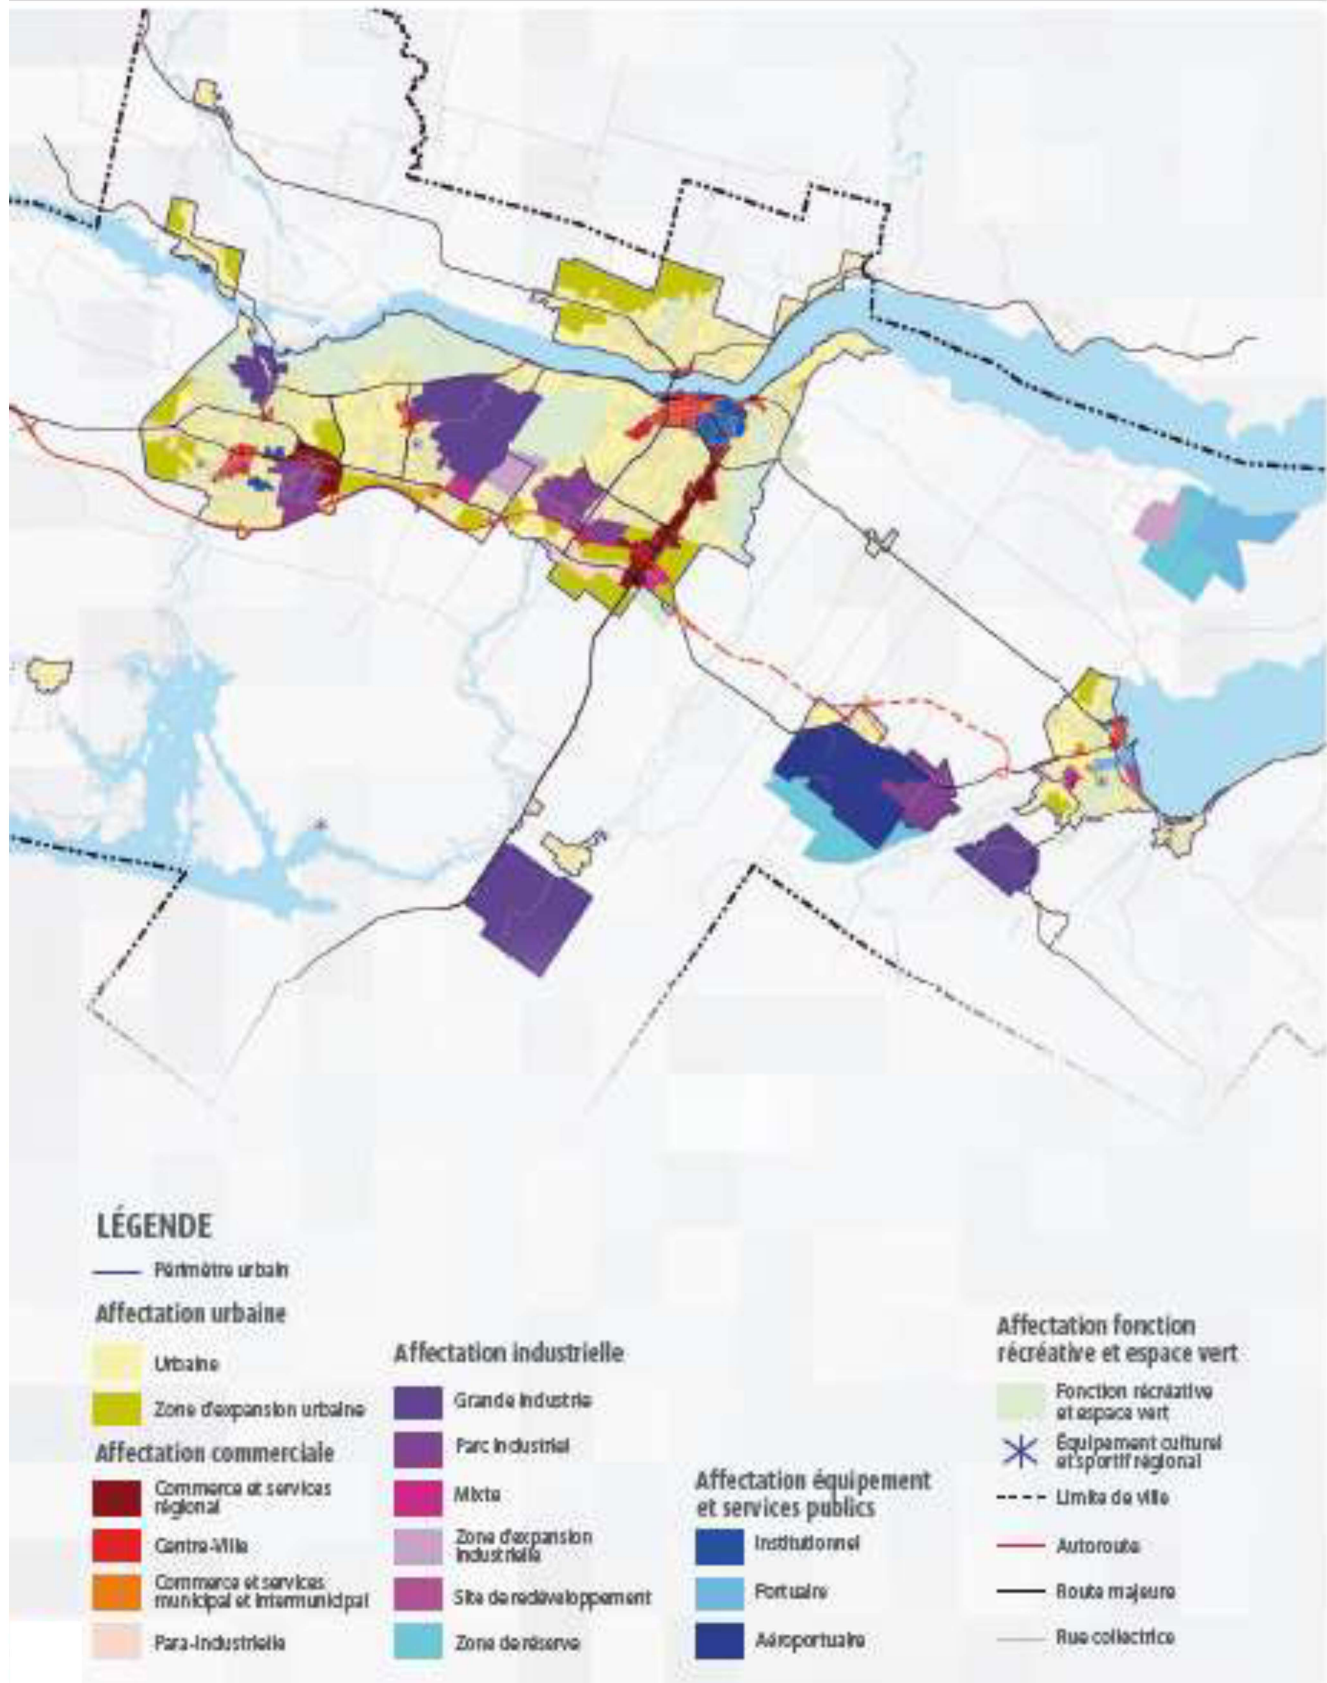 LÉGENDE
Périmètre urbain
Affectation urbaine
Urbaine
Zone d'expansion urbaine
Affectation commerciale
Commerce et services
régional
Centre-Ville
Commerce et services
municipal et intermunicipal
Para-industrielle
Affectation industrielle
Grande industrie
Parc industriel
Mixte
Zone d'expansion
industrielle
Site de redéveloppement
Zone de réserve
Affectation équipement
et services publics
Institutionnel
Portuaire
Aéroportuaire
Affectation fonction
récréative et espace vert
Fonction récréative
et espace vert
Équipement culturel
et sportif régional
Limite de ville
Autoroute
Route majeure
Rue collectrice